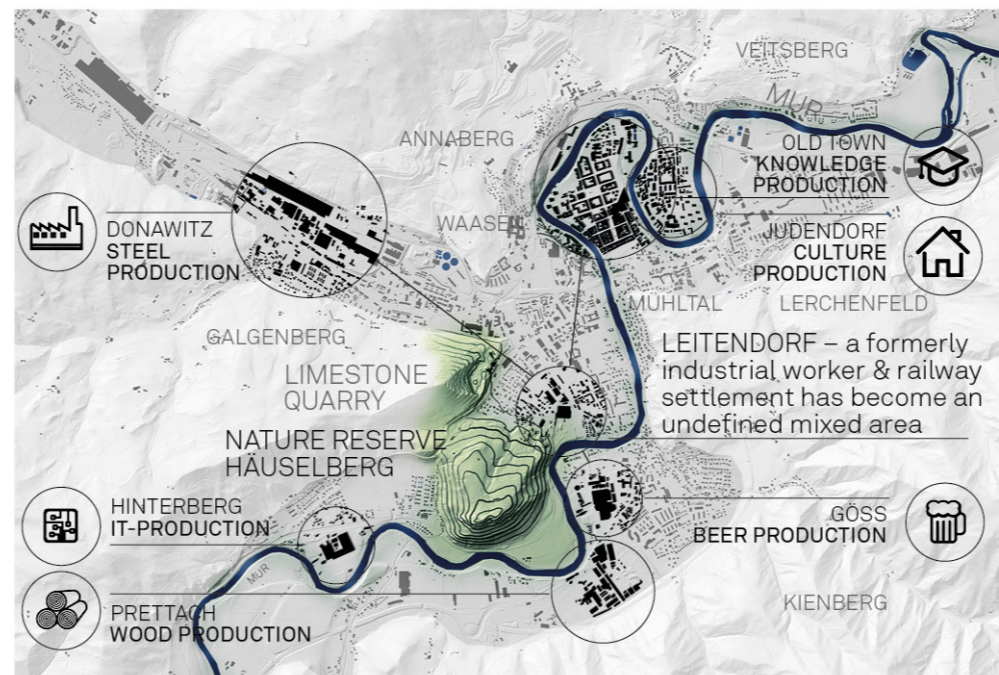 VEITSBERG
MUR
ANNABERG
OLD TOWN
KNOWLEDGE
PRODUCTION
WAASEN
DONAWITZ
STEEL
PRODUCTION
JUDENDORF
CULTURE
PRODUCTION
MÜHLTAL
LERCHENFELD
GALGENBERG
LEITENDORF – a formerly
industrial worker & railway
settlement has become an
undefined mixed area
LIMESTONE
QUARRY
NATURE RESERVE
HÄUSELBERG
HINTERBERG
IT-PRODUCTION
GÖSS
BEER PRODUCTION
MUR
PRETTACH
WOOD PRODUCTION
KIENBERG